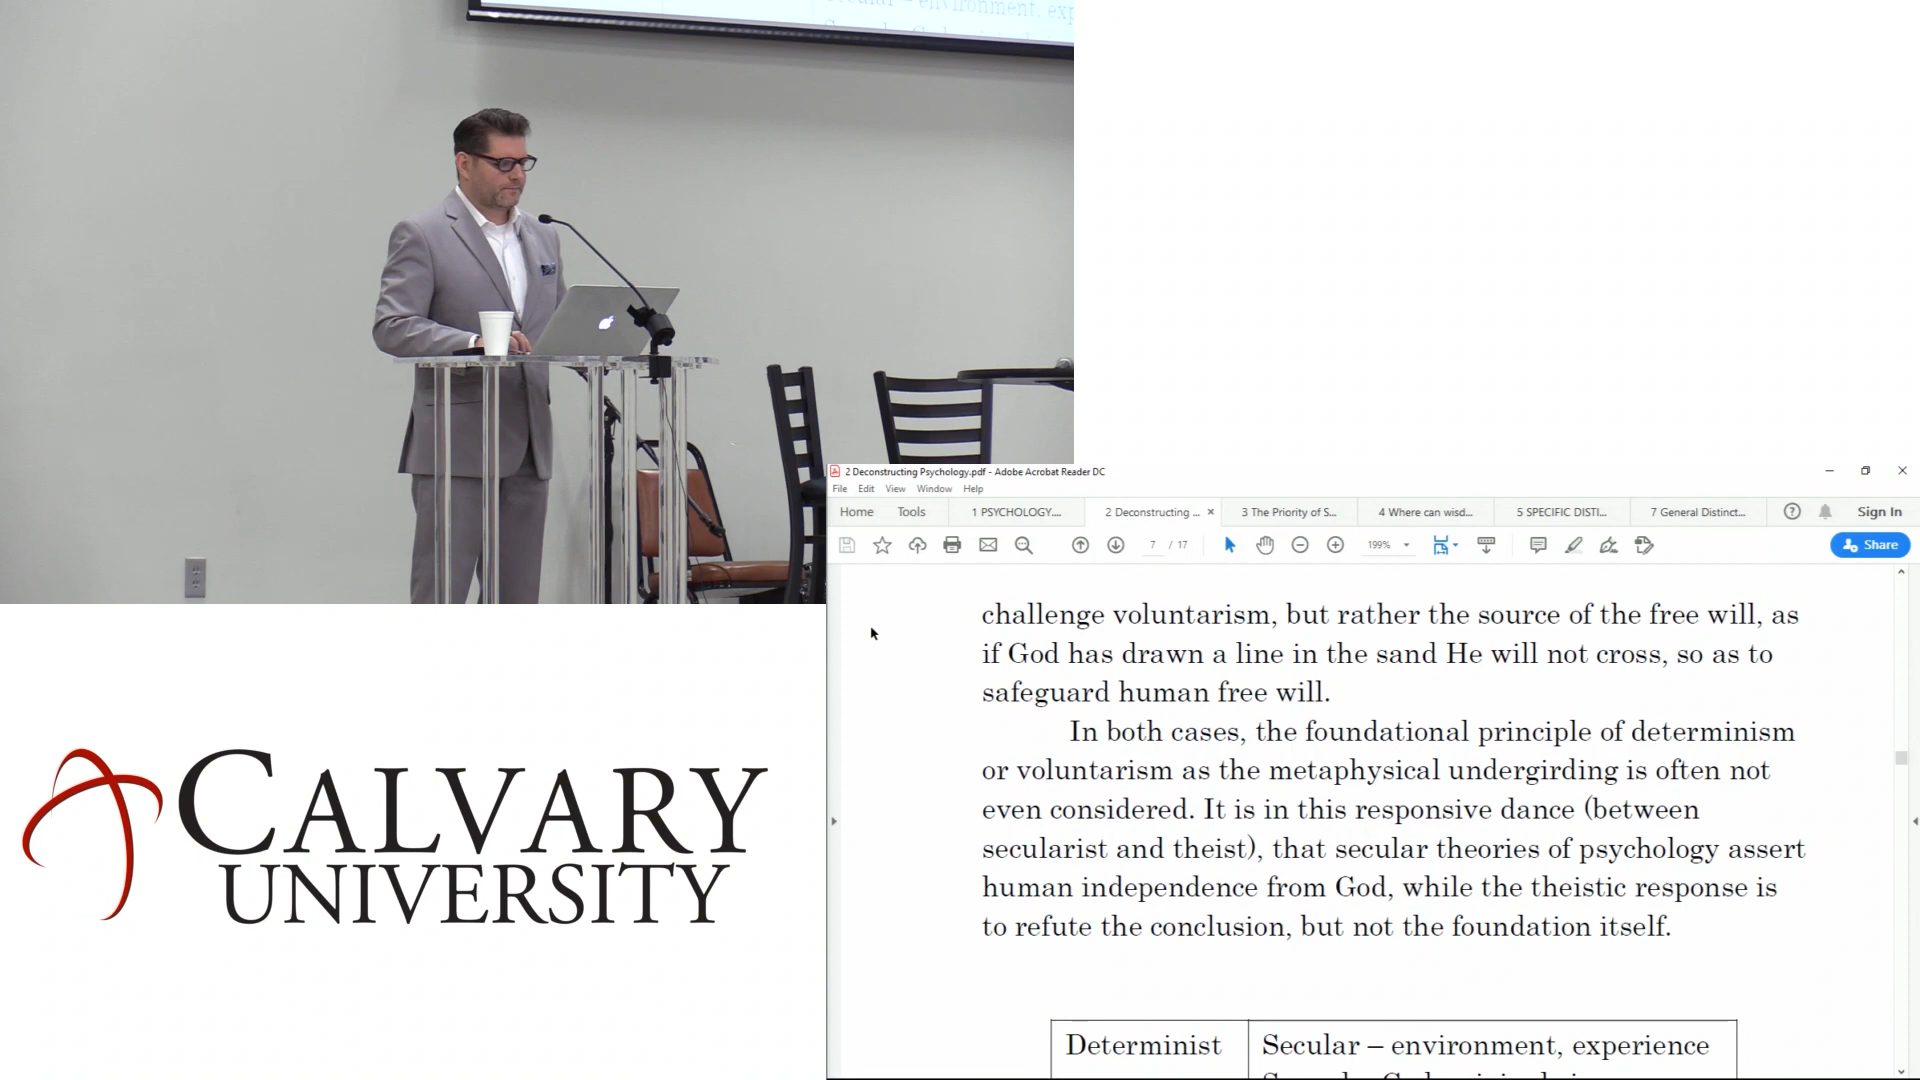 Secular – environment, exp
2 Deconstructing Psychology.pdf - Adobe Acrobat Reader DC
File Edit View Window Help
Home Tools 1 PSYCHOLOGY.... 2 Deconstructing ... × 3 The Priority of S... 4 Where can wisd... 5 SPECIFIC DISTI... 7 General Distinct... Sign In
7 / 17 199% Share
challenge voluntarism, but rather the source of the free will, as
if God has drawn a line in the sand He will not cross, so as to
safeguard human free will.
In both cases, the foundational principle of determinism
or voluntarism as the metaphysical undergirding is often not
even considered. It is in this responsive dance (between
secularist and theist), that secular theories of psychology assert
human independence from God, while the theistic response is
to refute the conclusion, but not the foundation itself.
Determinist Secular – environment, experience
CALVARY
UNIVERSITY